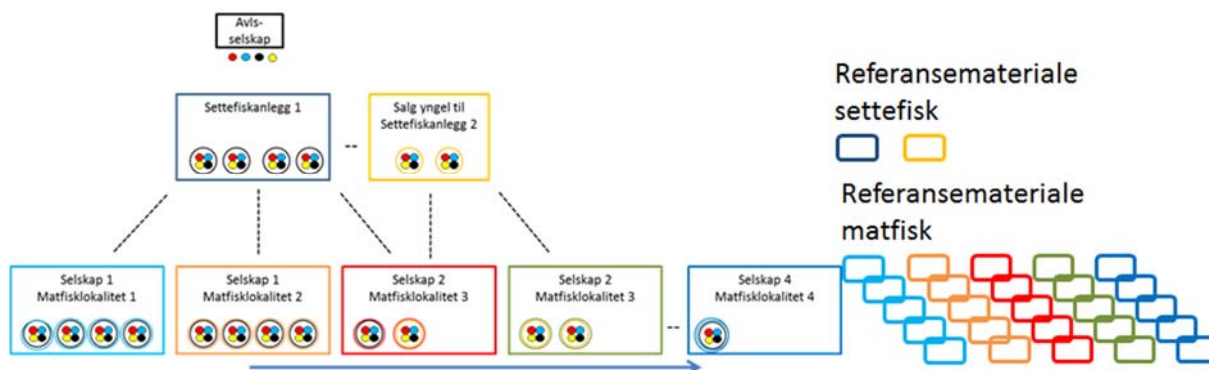 Avls-
selskap
Settefiskanlegg 1
Salg yngel til
Settefiskanlegg 2
Selskap 1
Matfisklokalitet 1
Selskap 1
Matfisklokalitet 2
Selskap 2
Matfisklokalitet 3
Selskap 2
Matfisklokalitet 3
Selskap 4
Matfisklokalitet 4
Referansemateriale
settefisk
Referansemateriale
matfisk